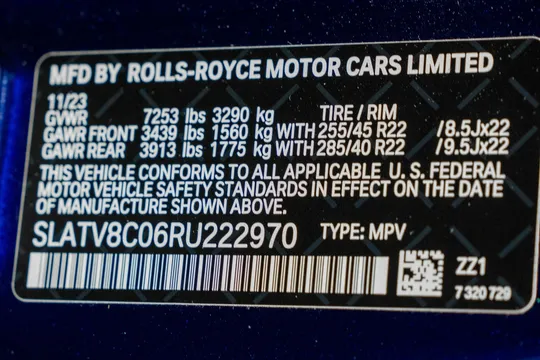 MFD BY ROLLS-ROYCE MOTOR CARS LIMITED
11/23
GVWR 7253 lbs 3290 kg TIRE / RIM
GAWR FRONT 3439 lbs 1560 kg WITH 255/45 R22 /8.5Jx22
GAWR REAR 3913 lbs 1775 kg WITH 285/40 R22 /9.5Jx22
THIS VEHICLE CONFORMS TO ALL APPLICABLE U. S. FEDERAL
MOTOR VEHICLE SAFETY STANDARDS IN EFFECT ON THE DATE
OF MANUFACTURE SHOWN ABOVE.
SLATV8C06RU222970 TYPE: MPV
ZZ1
7 320 729